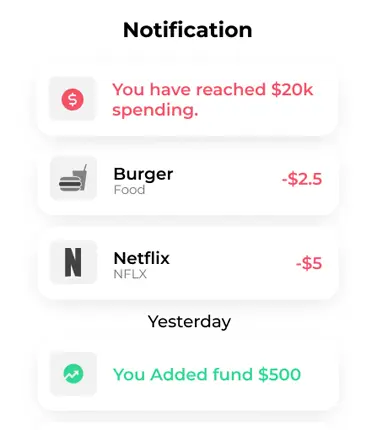 Notification
You have reached $20k
spending.
Burger
Food
-$2.5
N
Netflix
NFLX
-$5
Yesterday
You Added fund $500